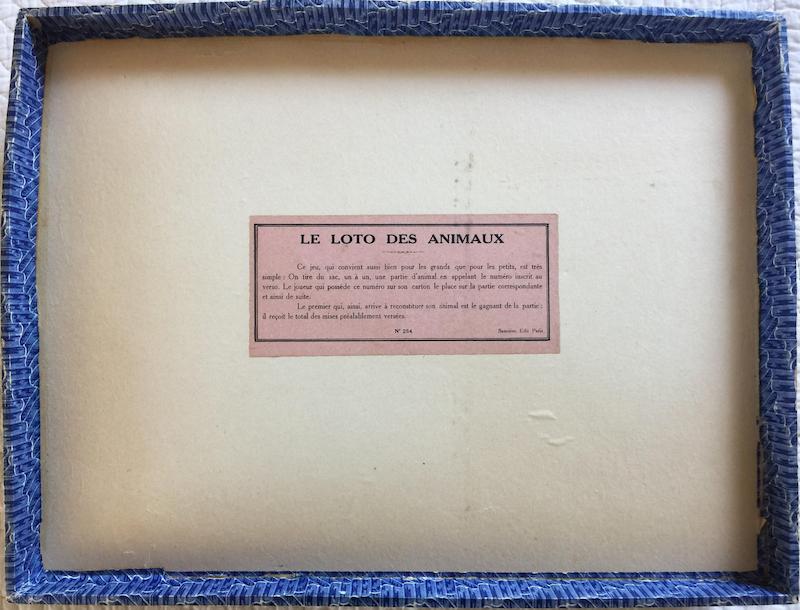 LE LOTO DES ANIMAUX
Ce jeu, qui convient aussi bien pour les grands que pour les petits, est très
simple : On tire du sac, un à un, une partie d'animal en appelant le numéro inscrit au
verso. Le joueur qui possède ce numéro sur son carton le place sur la partie correspondante
et ainsi de suite.
Le premier qui, ainsi, arrive à reconstituer son animal est le gagnant de la partie ;
il reçoit le total des mises préalablement versées.
N° 254 Édit Paris